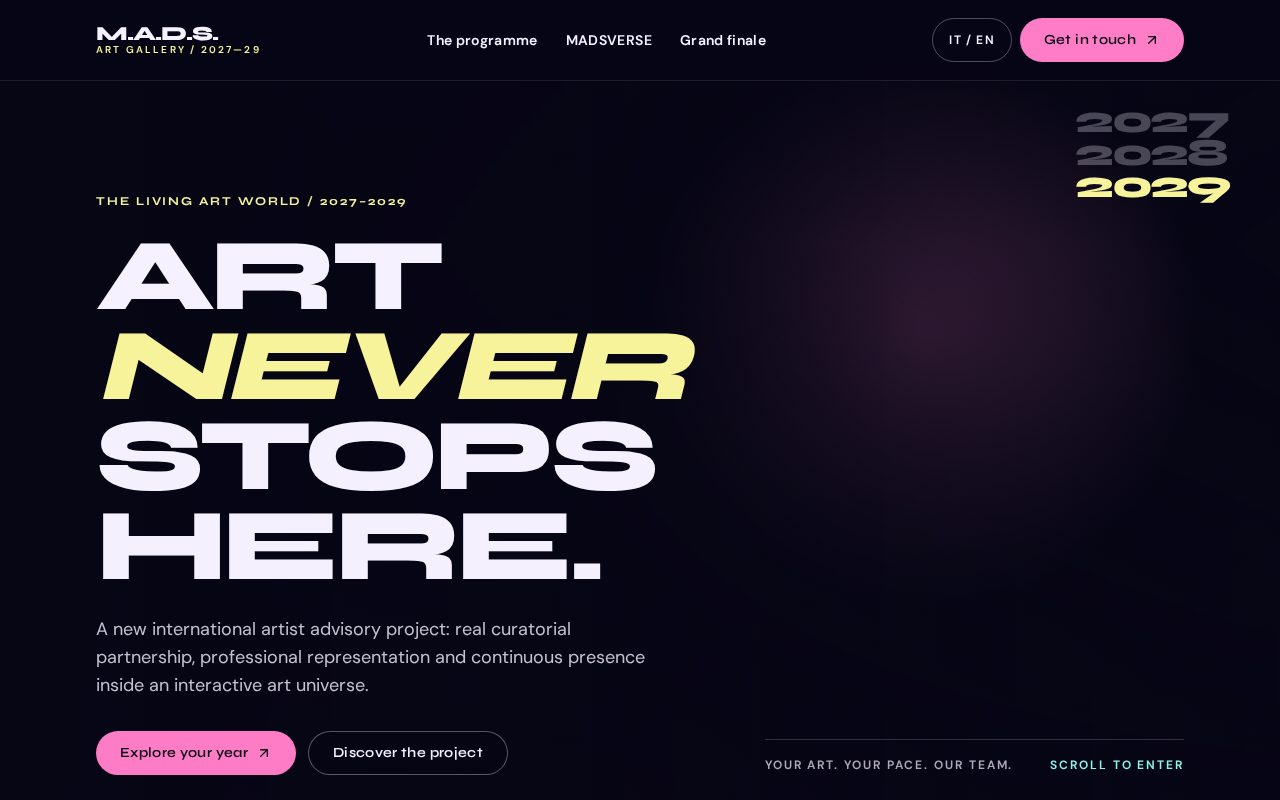 M.A.D.S.
ART GALLERY / 2027—29
The programme
MADSVERSE
Grand finale
IT / EN
Get in touch
2027
2028
2029
THE LIVING ART WORLD / 2027–2029
ART
NEVER
STOPS
HERE.
A new international artist advisory project: real curatorial
partnership, professional representation and continuous presence
inside an interactive art universe.
Explore your year
Discover the project
YOUR ART. YOUR PACE. OUR TEAM.
SCROLL TO ENTER